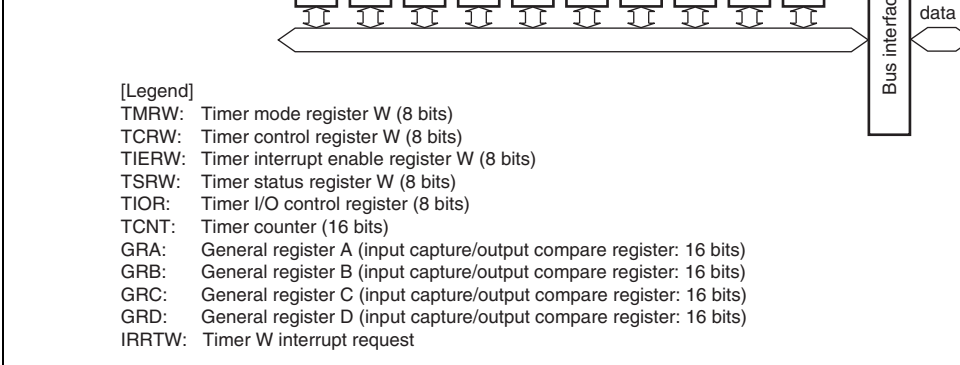 data
Bus interfac
[Legend]
TMRW: Timer mode register W (8 bits)
TCRW: Timer control register W (8 bits)
TIERW: Timer interrupt enable register W (8 bits)
TSRW: Timer status register W (8 bits)
TIOR: Timer I/O control register (8 bits)
TCNT: Timer counter (16 bits)
GRA: General register A (input capture/output compare register: 16 bits)
GRB: General register B (input capture/output compare register: 16 bits)
GRC: General register C (input capture/output compare register: 16 bits)
GRD: General register D (input capture/output compare register: 16 bits)
IRRTW: Timer W interrupt request